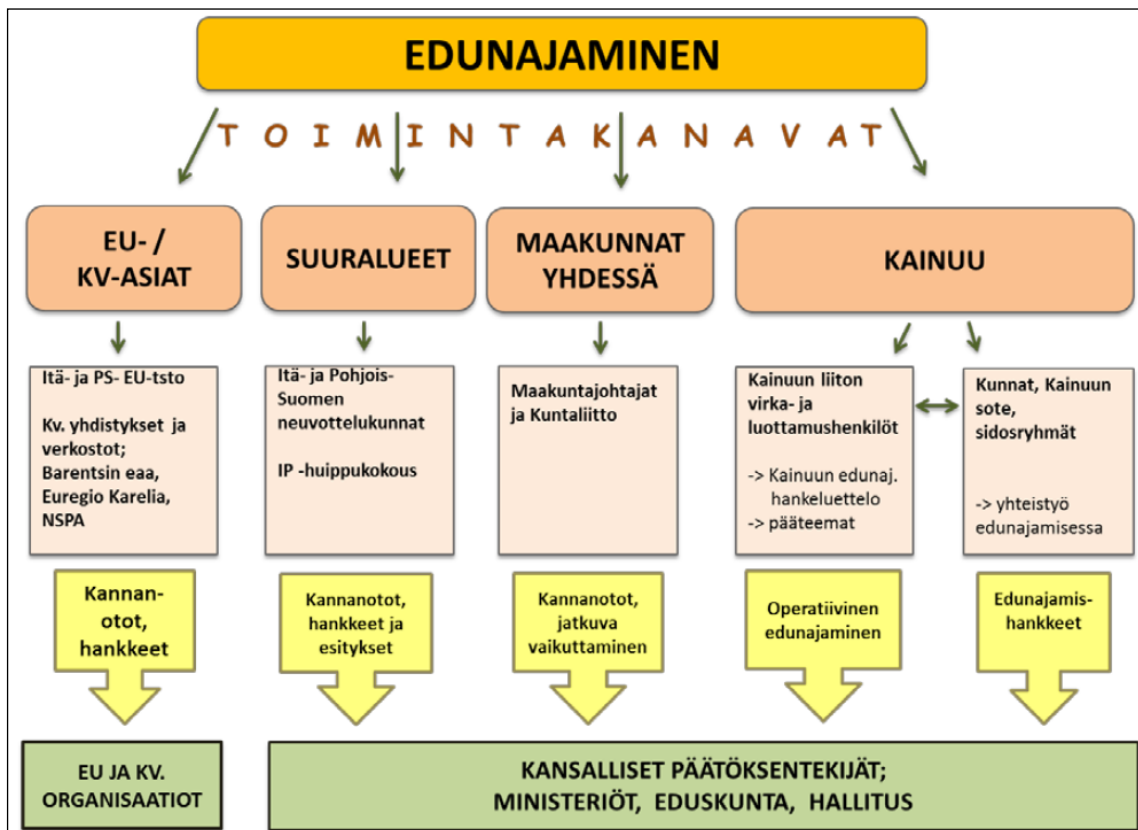 EDUNAJAMINEN
TOIMINTAKANAVAT
EU- /
KV-ASIAT
SUURALUEET
MAAKUNNAT
YHDESSÄ
KAINUU
Itä- ja PS- EU-tsto
Kv. yhdistykset ja
verkostot;
Barentsin eaa,
Euregio Karelia,
NSPA
Itä- ja Pohjois-
Suomen
neuvottelukunnat
IP -huippukokous
Maakuntajohtajat
ja Kuntaliitto
Kainuun liiton
virka- ja
luottamushenkilöt
-> Kainuun edunaj.
hankeluettelo
-> pääteemat
Kunnat, Kainuun
sote,
sidosryhmät
-> yhteistyö
edunajamisessa
Kannan-
otot,
hankkeet
Kannanotot,
hankkeet ja
esitykset
Kannanotot,
jatkuva
vaikuttaminen
Operatiivinen
edunajaminen
Edunajamis-
hankkeet
EU JA KV.
ORGANISAATIOT
KANSALLISET PÄÄTÖKSENTEKIJÄT;
MINISTERIÖT, EDUSKUNTA, HALLITUS